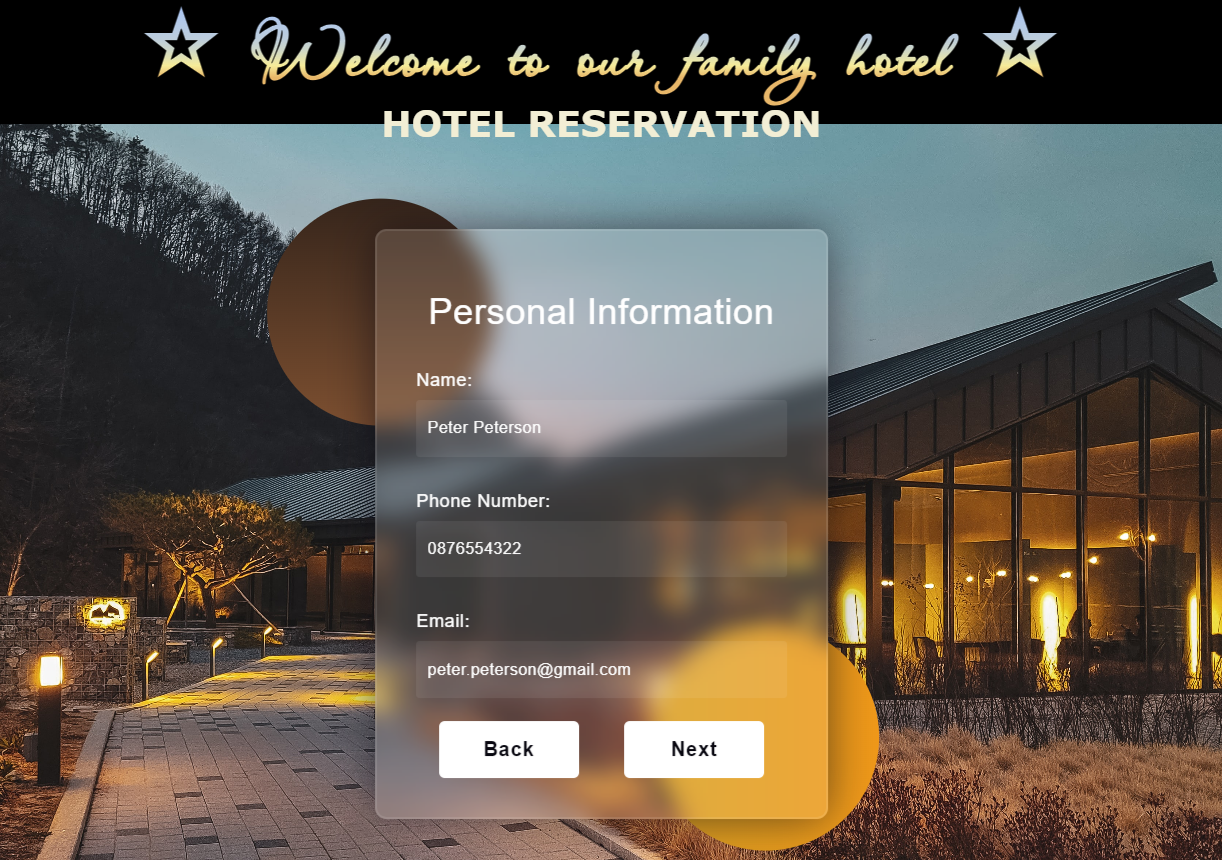 Welcome to our family hotel
HOTEL RESERVATION
Personal Information
Name:
Peter Peterson
Phone Number:
0876554322
Email:
peter.peterson@gmail.com
Back Next